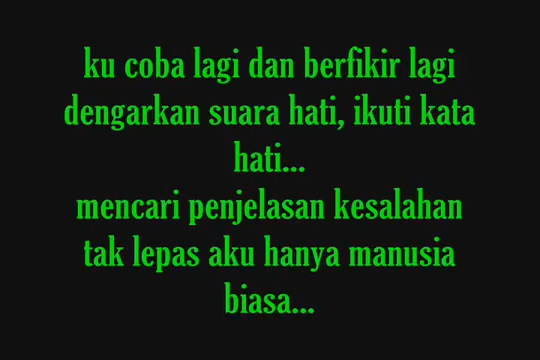 ku coba lagi dan berfikir lagi
dengarkan suara hati, ikuti kata
hati...
mencari penjelasan kesalahan
tak lepas aku hanya manusia
biasa...